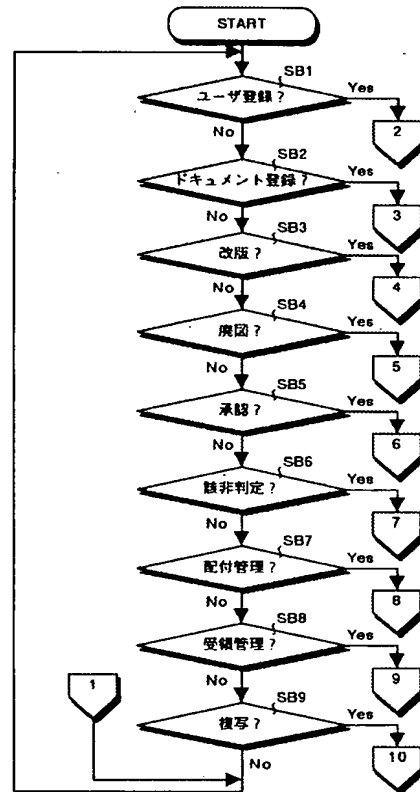 START
SB1
ユーザ登録？
Yes
2
No
SB2
ドキュメント登録？
Yes
3
No
SB3
改版？
Yes
4
No
SB4
廃図？
Yes
5
No
SB5
承認？
Yes
6
No
SB6
該非判定？
Yes
7
No
SB7
配付管理？
Yes
8
No
SB8
受領管理？
Yes
9
No
1
SB9
複写？
Yes
10
No